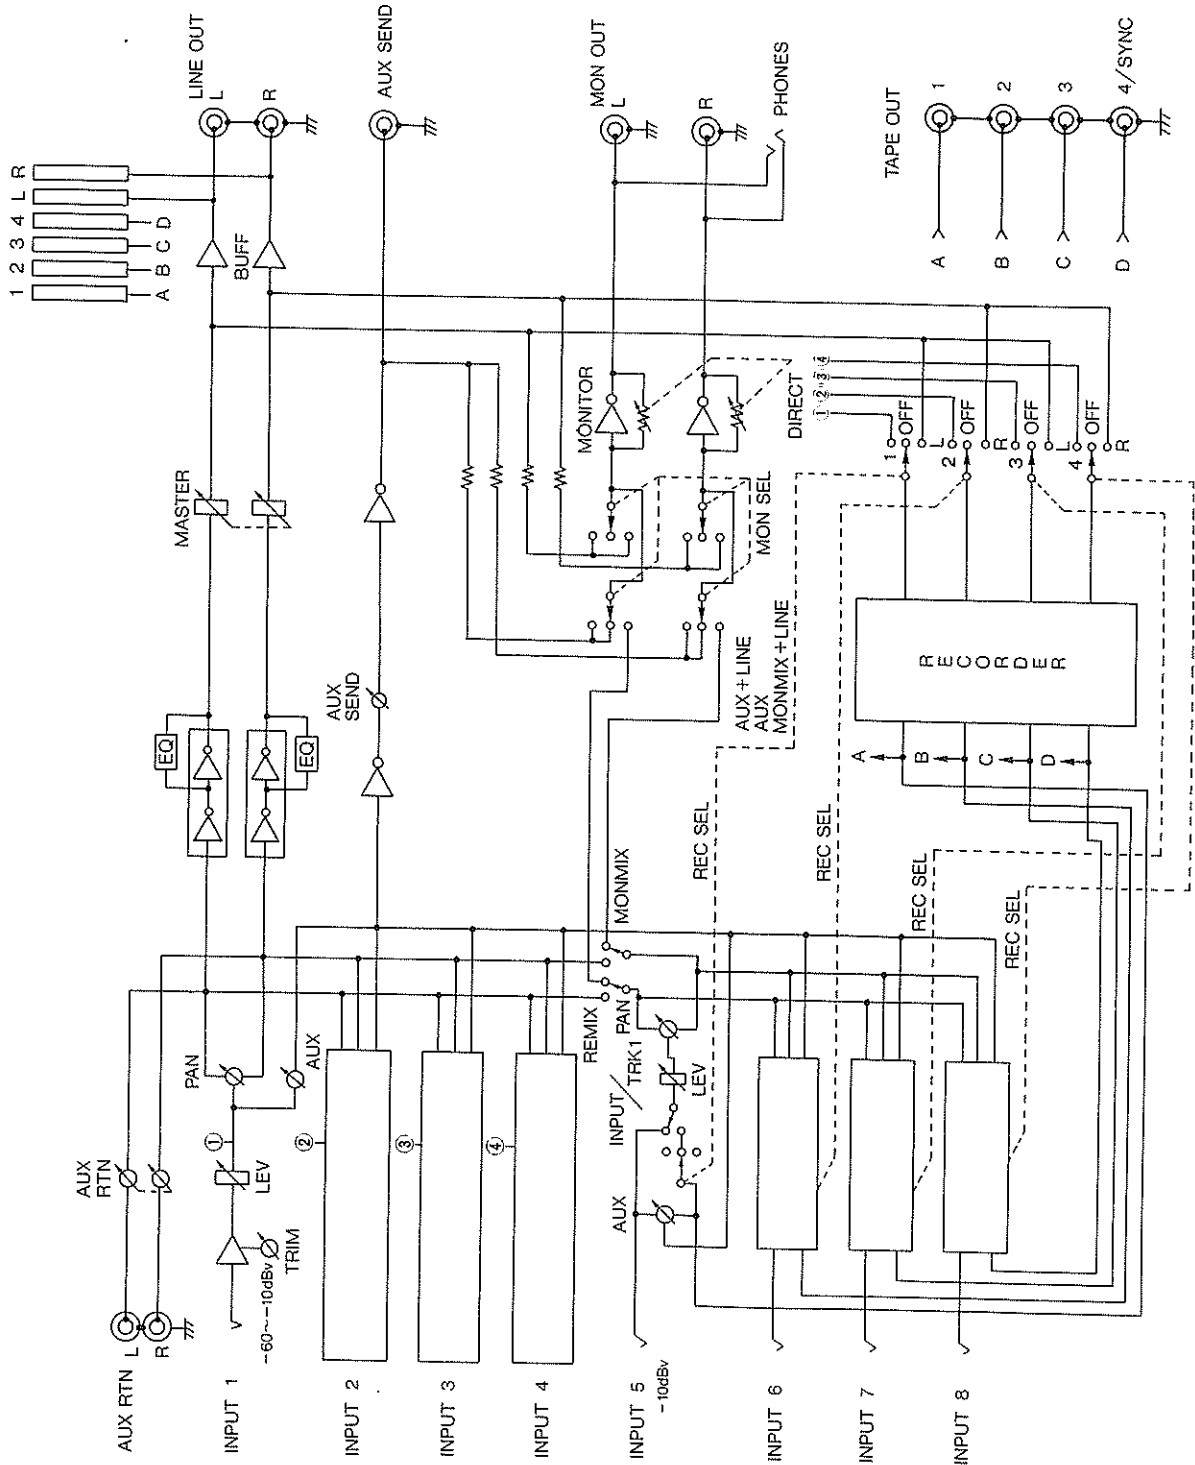 1 2 3 4 L R
A B C D
LINE OUT
L
R
BUFF
MASTER
EQ
EQ
AUX SEND
AUX
SEND
MON OUT
L
R
PHONES
MONITOR
MON SEL
AUX+LINE
AUX
MONMIX+LINE
DIRECT
① ② ③ ④
1 OFF
L
2 OFF
R
3 OFF
L
4 OFF
R
TAPE OUT
A 1
B 2
C 3
D 4/SYNC
RECORDER
A
B
C
D
REC SEL
REC SEL
REC SEL
REC SEL
MONMIX
REMIX
PAN
INPUT/
TRK1
LEV
AUX
PAN
AUX
AUX
RTN
①
LEV
TRIM
②
③
④
AUX RTN
L
R
INPUT 1
-60~-10dBv
INPUT 2
INPUT 3
INPUT 4
INPUT 5
-10dBv
INPUT 6
INPUT 7
INPUT 8